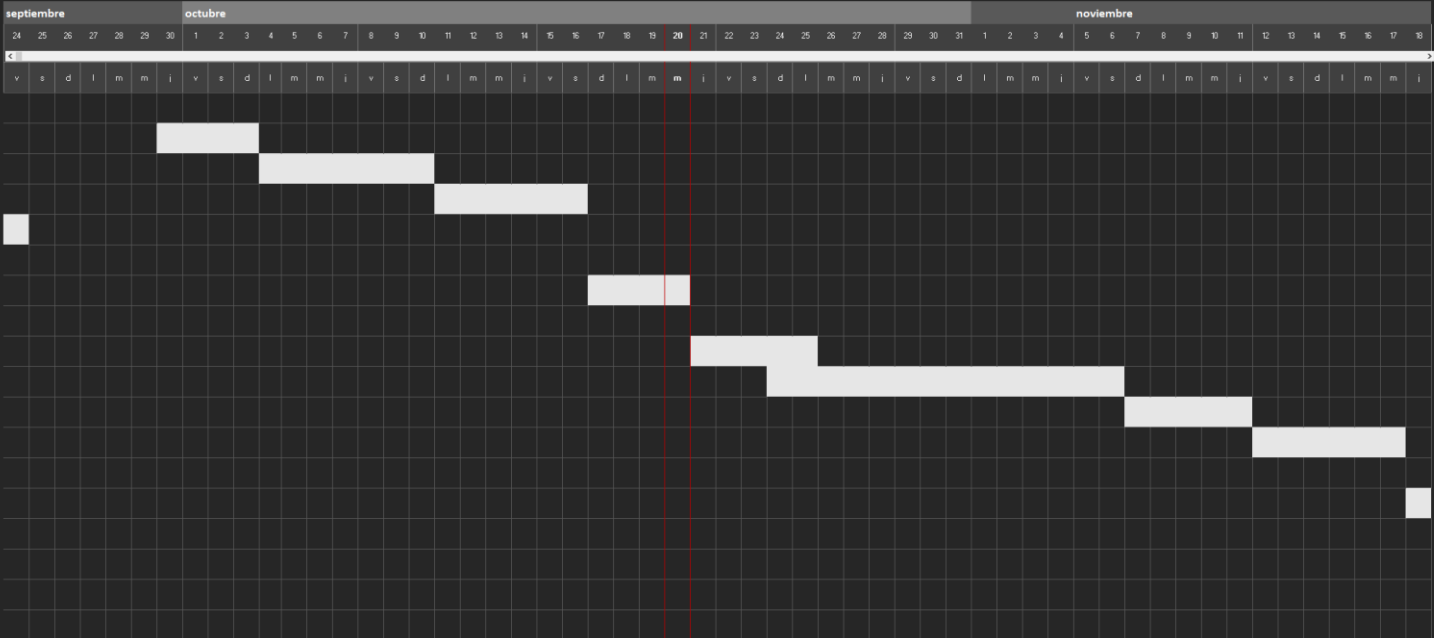 septiembre octubre noviembre
24 25 26 27 28 29 30 1 2 3 4 5 6 7 8 9 10 11 12 13 14 15 16 17 18 19 20 21 22 23 24 25 26 27 28 29 30 31 1 2 3 4 5 6 7 8 9 10 11 12 13 14 15 16 17 18
v s d l m m j v s d l m m j v s d l m m j v s d l m m j v s d l m m j v s d l m m j v s d l m m j v s d l m m j